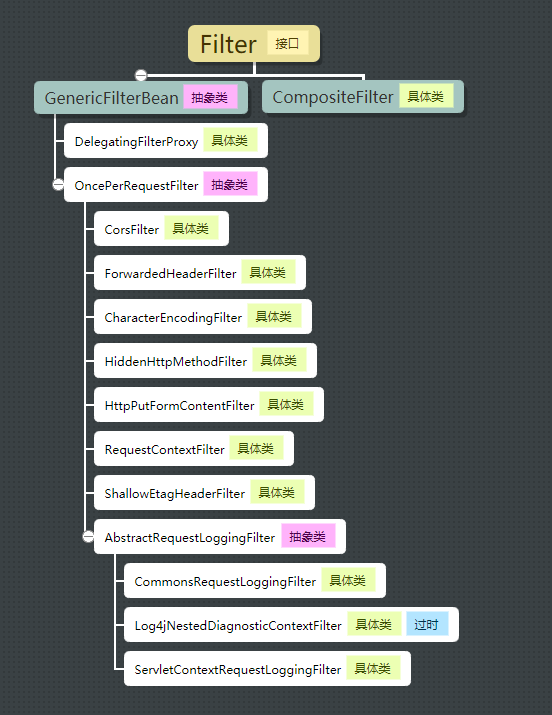 Filter 接口
GenericFilterBean 抽象类 CompositeFilter 具体类
DelegatingFilterProxy 具体类
OncePerRequestFilter 抽象类
CorsFilter 具体类
ForwardedHeaderFilter 具体类
CharacterEncodingFilter 具体类
HiddenHttpMethodFilter 具体类
HttpPutFormContentFilter 具体类
RequestContextFilter 具体类
ShallowEtagHeaderFilter 具体类
AbstractRequestLoggingFilter 抽象类
CommonsRequestLoggingFilter 具体类
Log4jNestedDiagnosticContextFilter 具体类 过时
ServletContextRequestLoggingFilter 具体类